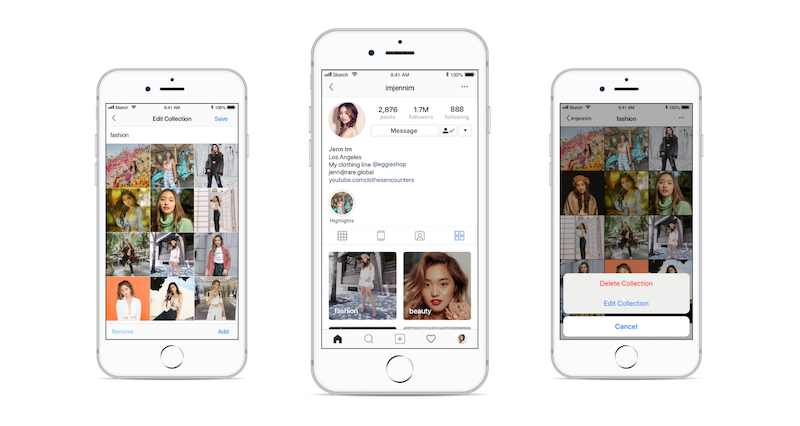 Sketch 9:41 AM 100%
Edit Collection Save
fashion
Remove Add
Sketch 9:41 AM 100%
imjennim
2,876 1.7M 888
posts followers following
Message
Jenn Im
Los Angeles
My clothing line @eggieshop
jenn@rare.global
youtube.comclothesencounters
Highlights
fashion beauty
Sketch 9:41 AM 100%
imjennim fashion
Delete Collection
Edit Collection
Cancel